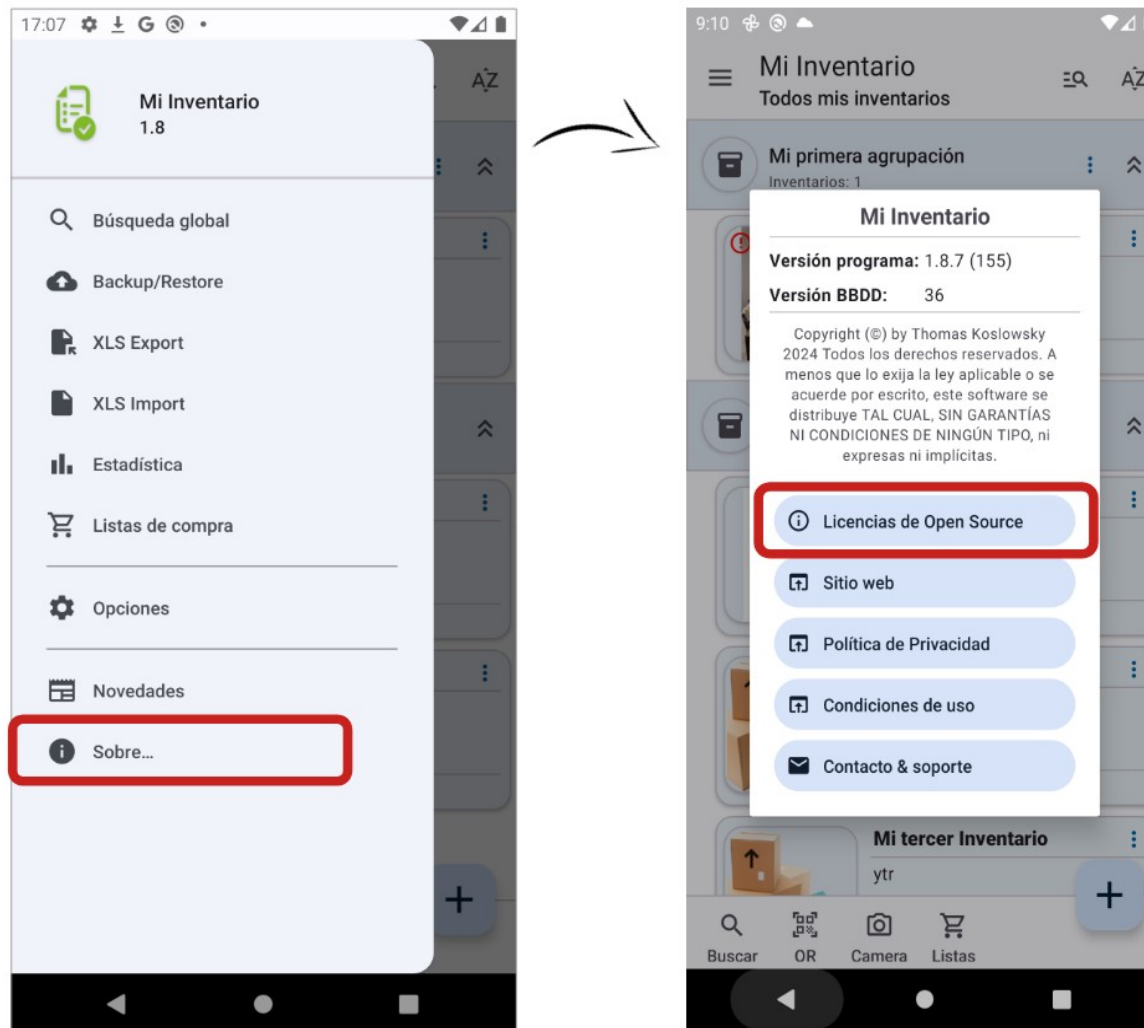 17:07
Mi Inventario
1.8
Búsqueda global
Backup/Restore
XLS Export
XLS Import
Estadística
Listas de compra
Opciones
Novedades
Sobre...
9:10
Mi Inventario
Todos mis inventarios
Mi primera agrupación
Inventarios: 1
Mi Inventario
Versión programa: 1.8.7 (155)
Versión BBDD: 36
Copyright (©) by Thomas Koslowsky
2024 Todos los derechos reservados. A
menos que lo exija la ley aplicable o se
acuerde por escrito, este software se
distribuye TAL CUAL, SIN GARANTÍAS
NI CONDICIONES DE NINGÚN TIPO, ni
expresas ni implícitas.
Licencias de Open Source
Sitio web
Política de Privacidad
Condiciones de uso
Contacto & soporte
Mi tercer Inventario
ytr
Buscar QR Camera Listas